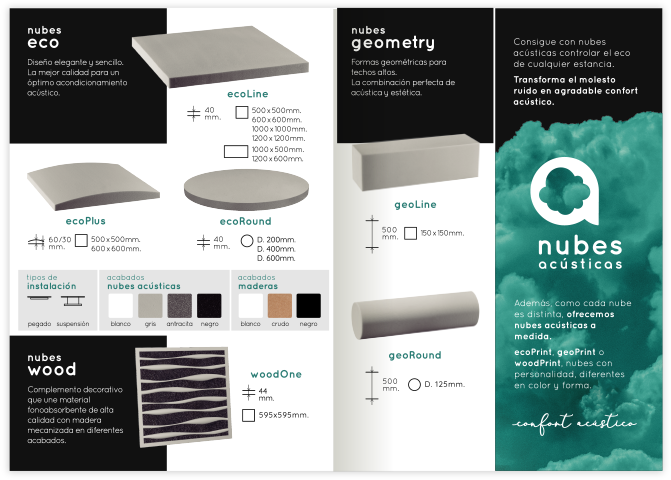 nubes
eco
Diseño elegante y sencillo.
La mejor calidad para un
óptimo acondicionamiento
acústico.
ecoLine
40
mm.
500x500mm.
600x600mm.
1000x1000mm.
1200x1200mm.
1000x500mm.
1200x600mm.
ecoPlus
60/30
mm.
500x500mm.
600x600mm.
ecoRound
40
mm.
D. 200mm.
D. 400mm.
D. 600mm.
tipos de
instalación
pegado suspensión
acabados
nubes acústicas
blanco gris antracita negro
acabados
maderas
blanco crudo negro
nubes
wood
Complemento decorativo
que une material
fonoabsorbente de alta
calidad con madera
mecanizada en diferentes
acabados.
woodOne
44
mm.
595x595mm.
nubes
geometry
Formas geométricas para
techos altos.
La combinación perfecta de
acústica y estética.
geoLine
500
mm.
150x150mm.
geoRound
500
mm.
D. 125mm.
Consigue con nubes
acústicas controlar el eco
de cualquier estancia.
Transforma el molesto
ruido en agradable confort
acústico.
nubes
acústicas
Además, como cada nube
es distinta, ofrecemos
nubes acústicas a
medida.
ecoPrint, geoPrint o
woodPrint, nubes con
personalidad, diferentes
en color y forma.
confort acústico